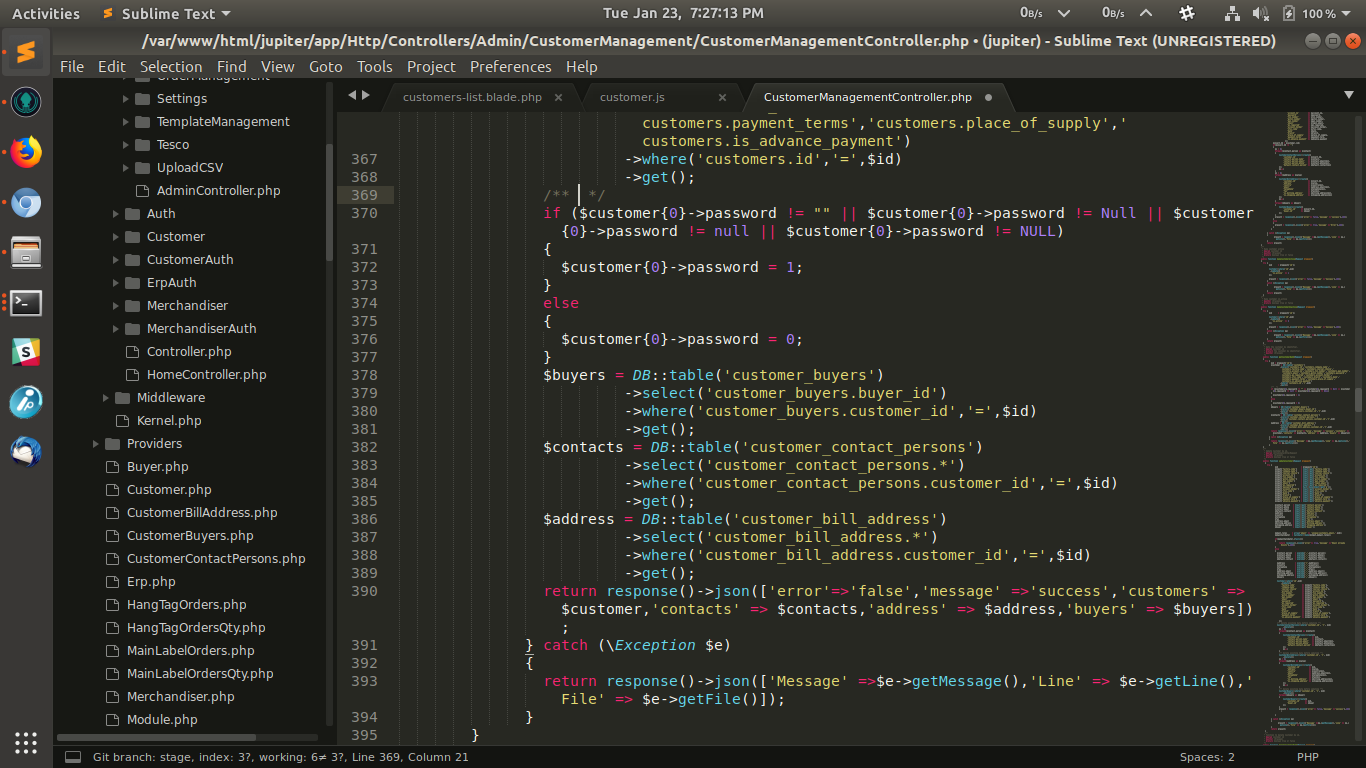 Activities
Sublime Text
Tue Jan 23, 7:27:13 PM
0B/s
0B/s
100 %
/var/www/html/jupiter/app/Http/Controllers/Admin/CustomerManagement/CustomerManagementController.php • (jupiter) - Sublime Text (UNREGISTERED)
File Edit Selection Find View Goto Tools Project Preferences Help
OrderManagement
Settings
TemplateManagement
Tesco
UploadCSV
AdminController.php
Auth
Customer
CustomerAuth
ErpAuth
Merchandiser
MerchandiserAuth
Controller.php
HomeController.php
Middleware
Kernel.php
Providers
Buyer.php
Customer.php
CustomerBillAddress.php
CustomerBuyers.php
CustomerContactPersons.php
Erp.php
HangTagOrders.php
HangTagOrdersQty.php
MainLabelOrders.php
MainLabelOrdersQty.php
Merchandiser.php
Module.php
customers-list.blade.php
customer.js
CustomerManagementController.php
customers.payment_terms','customers.place_of_supply','
customers.is_advance_payment')
367 ->where('customers.id','=',$id)
368 ->get();
369 /** */
370 if ($customer{0}->password != "" || $customer{0}->password != Null || $customer
{0}->password != null || $customer{0}->password != NULL)
371 {
372 $customer{0}->password = 1;
373 }
374 else
375 {
376 $customer{0}->password = 0;
377 }
378 $buyers = DB::table('customer_buyers')
379 ->select('customer_buyers.buyer_id')
380 ->where('customer_buyers.customer_id','=',$id)
381 ->get();
382 $contacts = DB::table('customer_contact_persons')
383 ->select('customer_contact_persons.*')
384 ->where('customer_contact_persons.customer_id','=',$id)
385 ->get();
386 $address = DB::table('customer_bill_address')
387 ->select('customer_bill_address.*')
388 ->where('customer_bill_address.customer_id','=',$id)
389 ->get();
390 return response()->json(['error'=>'false','message' =>'success','customers' =>
$customer,'contacts' => $contacts,'address' => $address,'buyers' => $buyers])
;
391 } catch (\Exception $e)
392 {
393 return response()->json(['Message' =>$e->getMessage(),'Line' => $e->getLine(),'
File' => $e->getFile()]);
394 }
395 }
Git branch: stage, index: 3?, working: 6≠ 3?, Line 369, Column 21
Spaces: 2
PHP